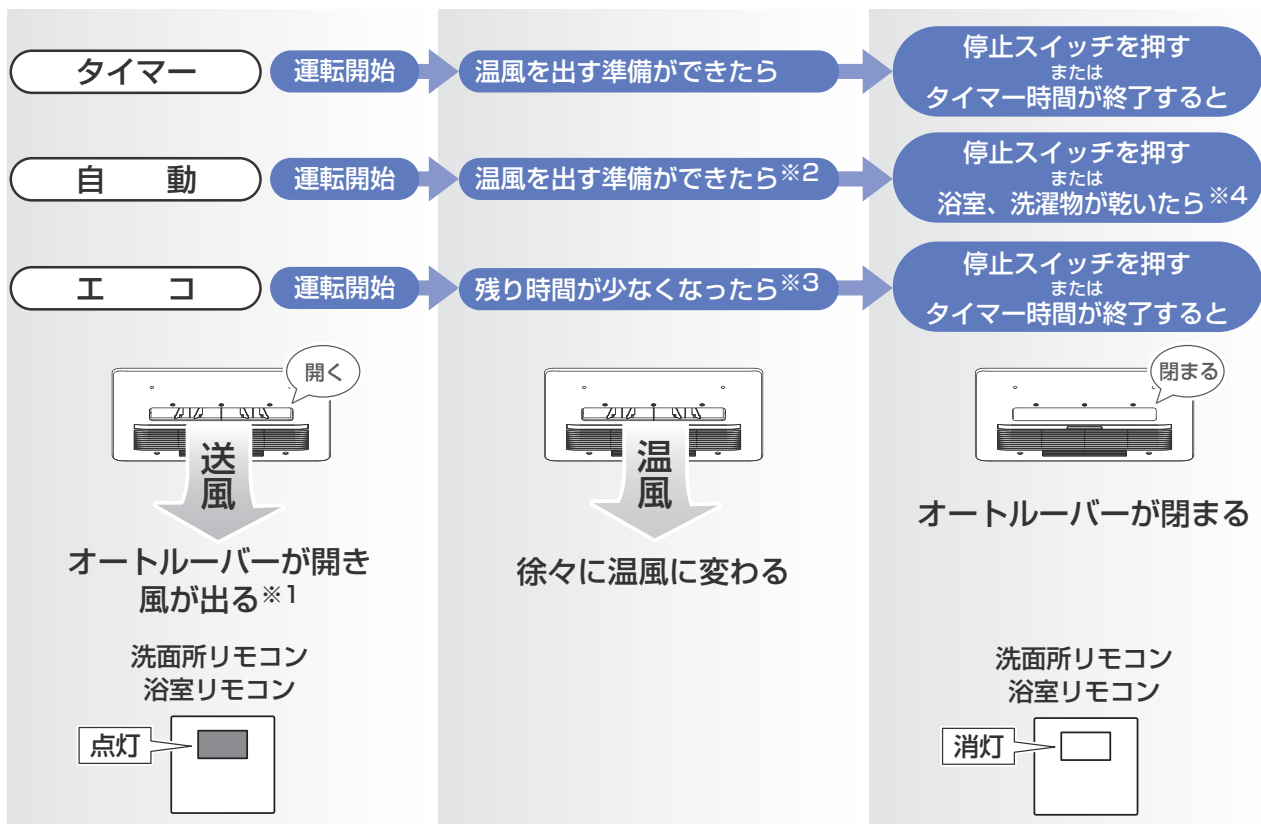 タイマー
運転開始
温風を出す準備ができたら
停止スイッチを押す
または
タイマー時間が終了すると
自 動
運転開始
温風を出す準備ができたら※2
停止スイッチを押す
または
浴室、洗濯物が乾いたら※4
エ コ
運転開始
残り時間が少なくなったら※3
停止スイッチを押す
または
タイマー時間が終了すると
開く
送風
オートルーバーが開き
風が出る※1
洗面所リモコン
浴室リモコン
点灯
温風
徐々に温風に変わる
閉まる
オートルーバーが閉まる
洗面所リモコン
浴室リモコン
消灯